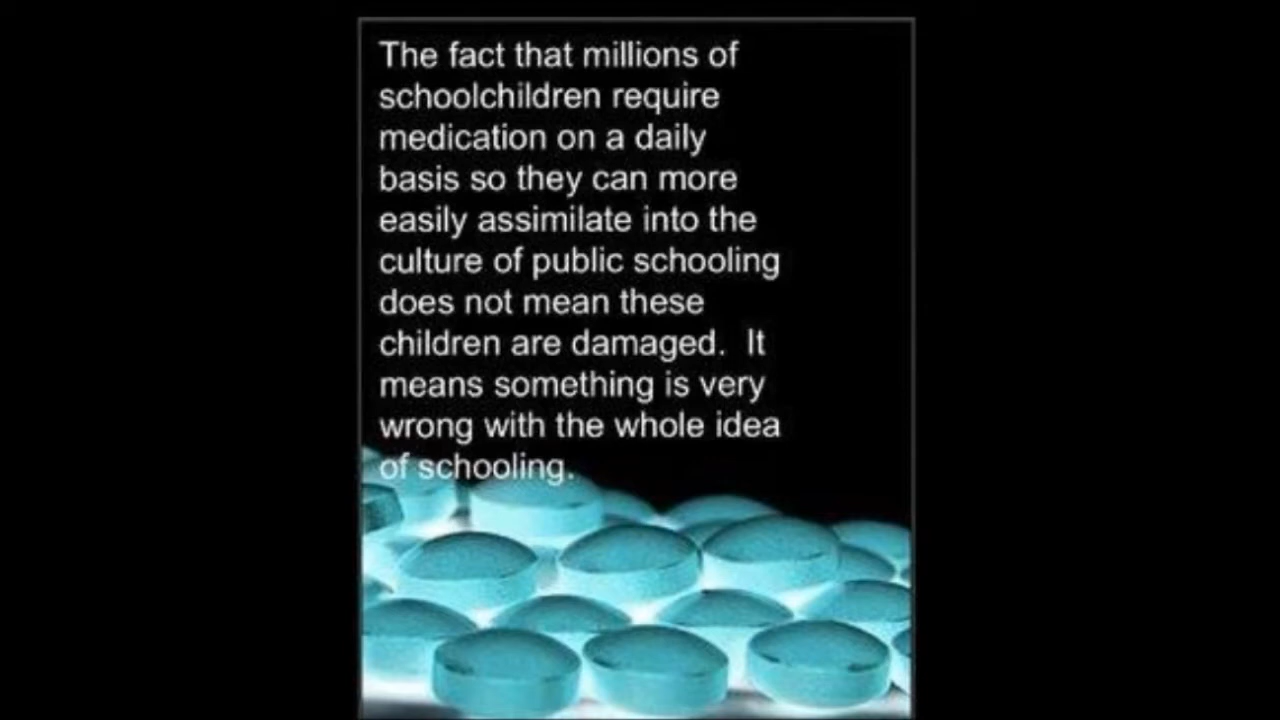 The fact that millions of
schoolchildren require
medication on a daily
basis so they can more
easily assimilate into the
culture of public schooling
does not mean these
children are damaged.  It
means something is very
wrong with the whole idea
of schooling.